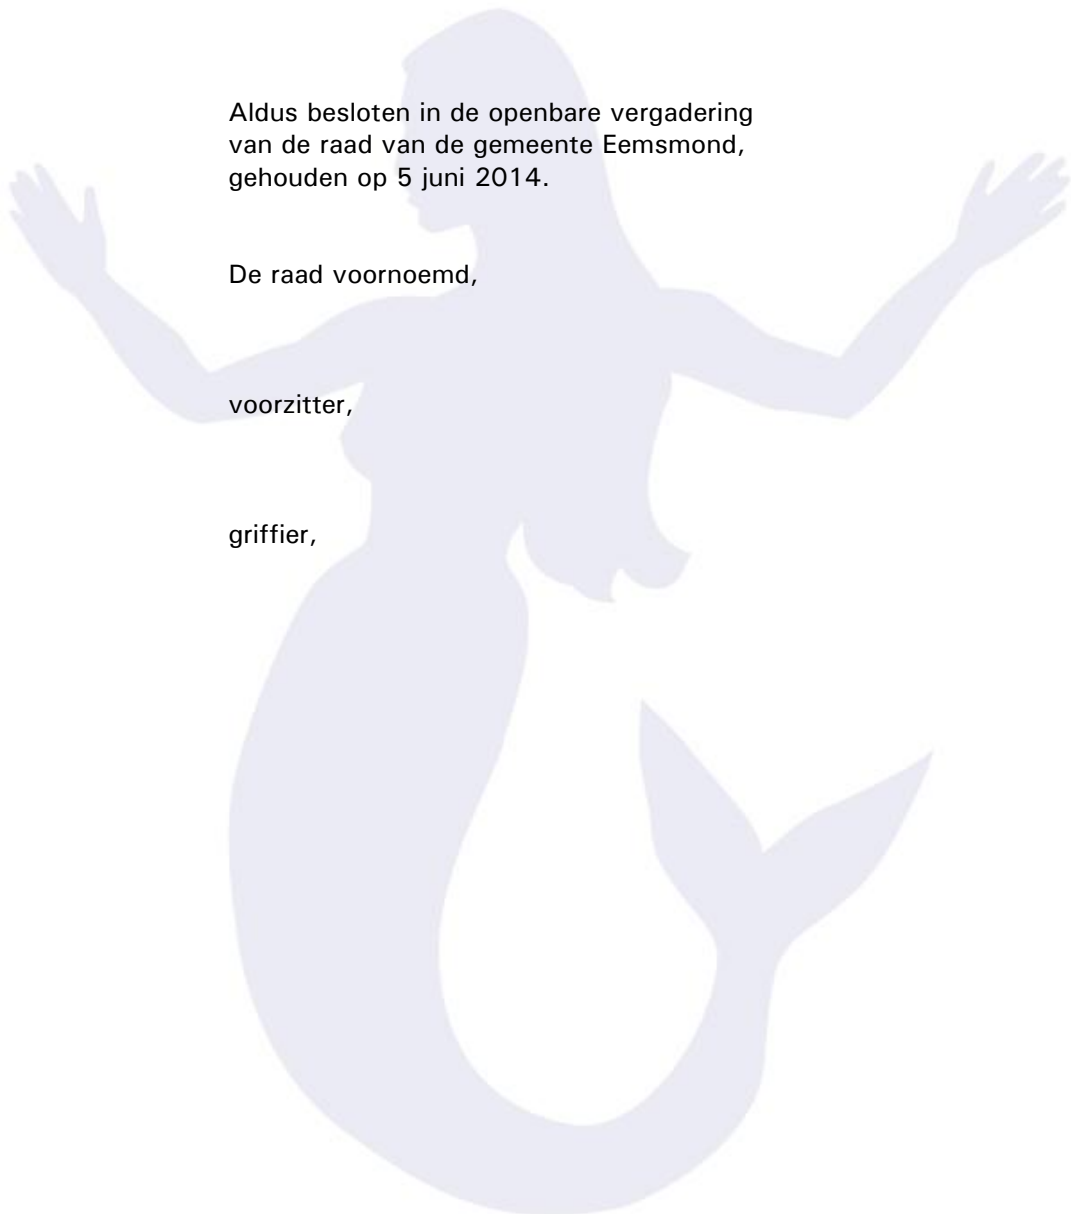 Aldus besloten in de openbare vergadering
van de raad van de gemeente Eemsmond,
gehouden op 5 juni 2014.
De raad voornoemd,
voorzitter,
griffier,